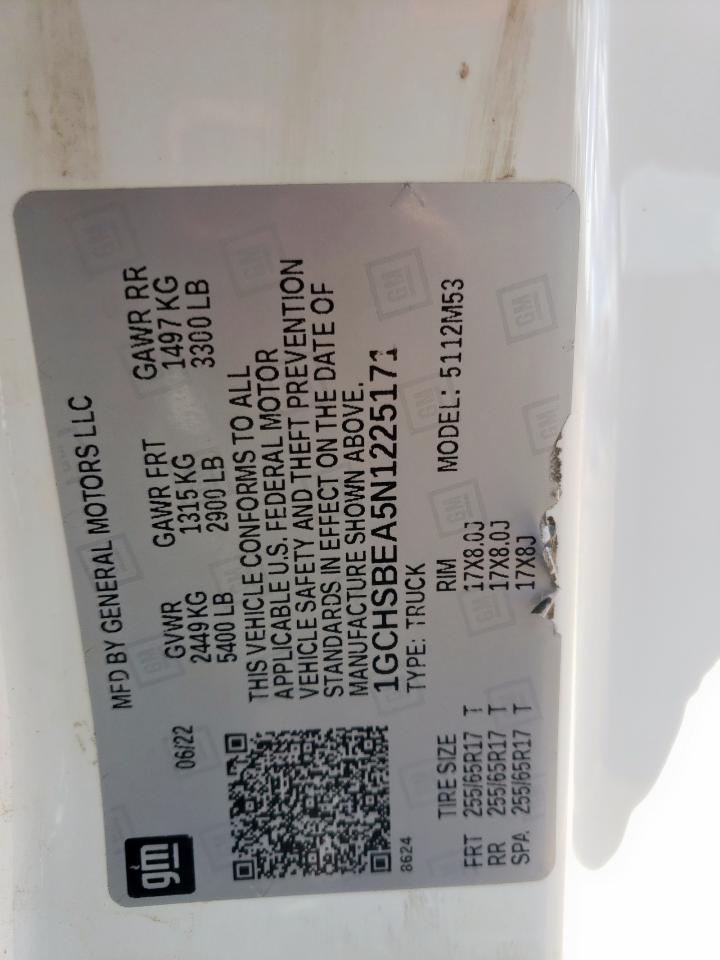 gm
MFD BY GENERAL MOTORS LLC
06/22
GVWR GAWR FRT GAWR RR
2449 KG 1315 KG 1497 KG
5400 LB 2900 LB 3300 LB
THIS VEHICLE CONFORMS TO ALL
APPLICABLE U.S. FEDERAL MOTOR
VEHICLE SAFETY AND THEFT PREVENTION
STANDARDS IN EFFECT ON THE DATE OF
MANUFACTURE SHOWN ABOVE.
1GCHSBEA5N1225171
8624 TYPE: TRUCK
MODEL: 5112M53
TIRE SIZE RIM
FRT 255/65R17 T 17X8.0J
RR 255/65R17 T 17X8.0J
SPA 255/65R17 T 17X8J